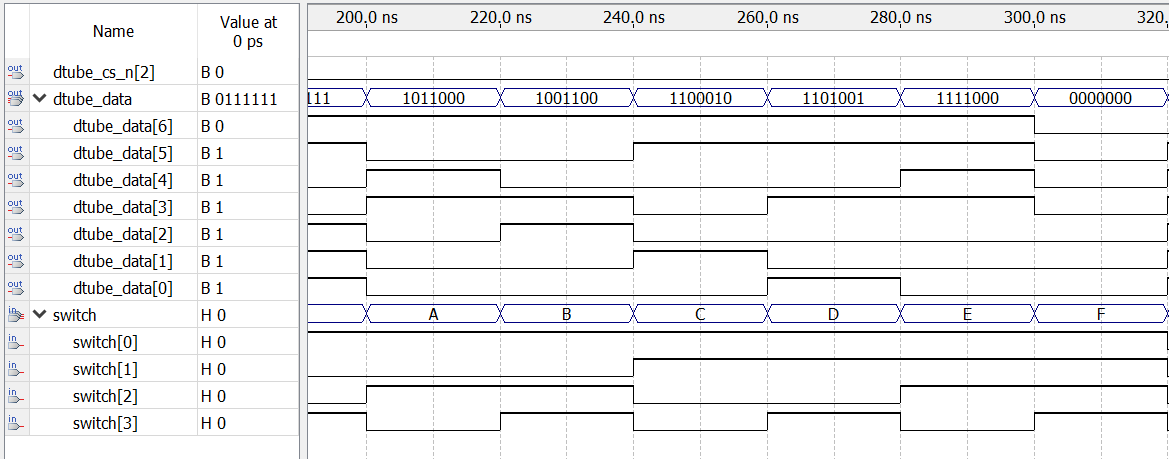 Name Value at 0 ps 200.0 ns 220.0 ns 240.0 ns 260.0 ns 280.0 ns 300.0 ns 320.
out dtube_cs_n[2] B 0
out dtube_data B 0111111 111 1011000 1001100 1100010 1101001 1111000 0000000
out dtube_data[6] B 0
out dtube_data[5] B 1
out dtube_data[4] B 1
out dtube_data[3] B 1
out dtube_data[2] B 1
out dtube_data[1] B 1
out dtube_data[0] B 1
in switch H 0 A B C D E F
in switch[0] H 0
in switch[1] H 0
in switch[2] H 0
in switch[3] H 0